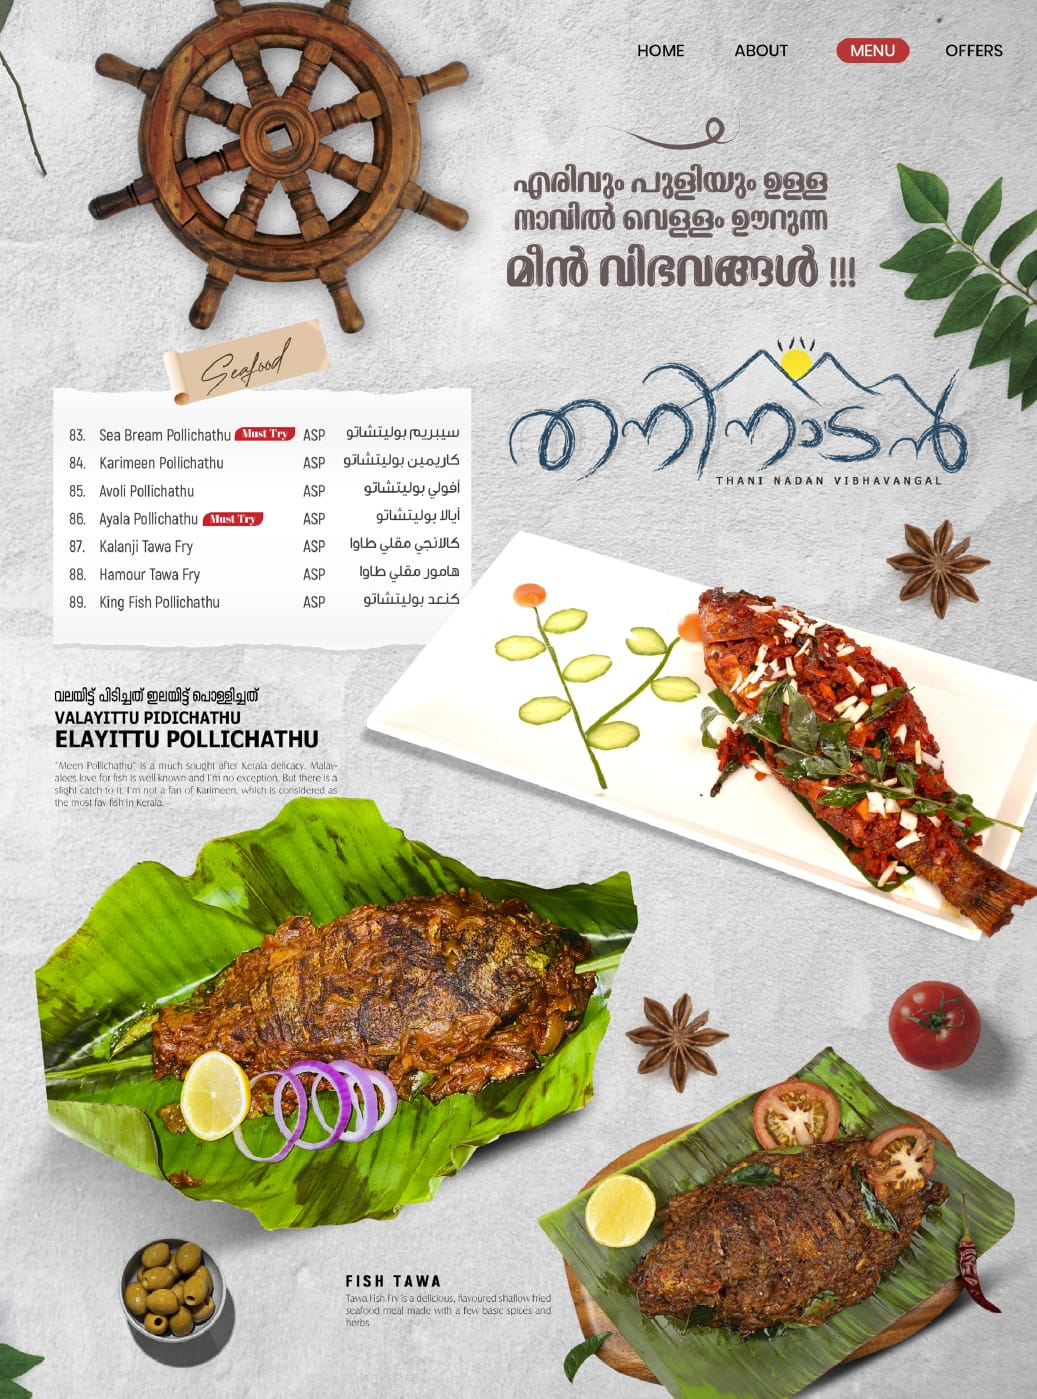 HOME ABOUT MENU OFFERS
എരിവും പുളിയും ഉള്ള
നാവിൽ വെള്ളം ഊറുന്ന
മീൻ വിഭവങ്ങൾ !!!
Seafood
തനിനാടൻ
THANI NADAN VIBHAVANGAL
83. Sea Bream Pollichathu Must Try ASP سيبريم بوليتشاتو
84. Karimeen Pollichathu ASP كاريمين بوليتشاتو
85. Avoli Pollichathu ASP أفولي بوليتشاتو
86. Ayala Pollichathu Must Try ASP أيالا بوليتشاتو
87. Kalanji Tawa Fry ASP كالانجي مقلي طاوا
88. Hamour Tawa Fry ASP هامور مقلي طاوا
89. King Fish Pollichathu ASP كنعد بوليتشاتو
വലയിട്ട് പിടിച്ചത് ഇലയിട്ട് പൊള്ളിച്ചത്
VALAYITTU PIDICHATHU
ELAYITTU POLLICHATHU
"Meen Pollichathu" is a much sought after Kerala delicacy. Malay-
alees love for fish is well known and I'm no exception. But there is a
slight catch to it, I'm not a fan of Karimeen, which is considered as
the most fav fish in Kerala.
FISH TAWA
Tawa Fish Fry is a delicious, flavoured shallow fried
seafood meal made with a few basic spices and
herbs